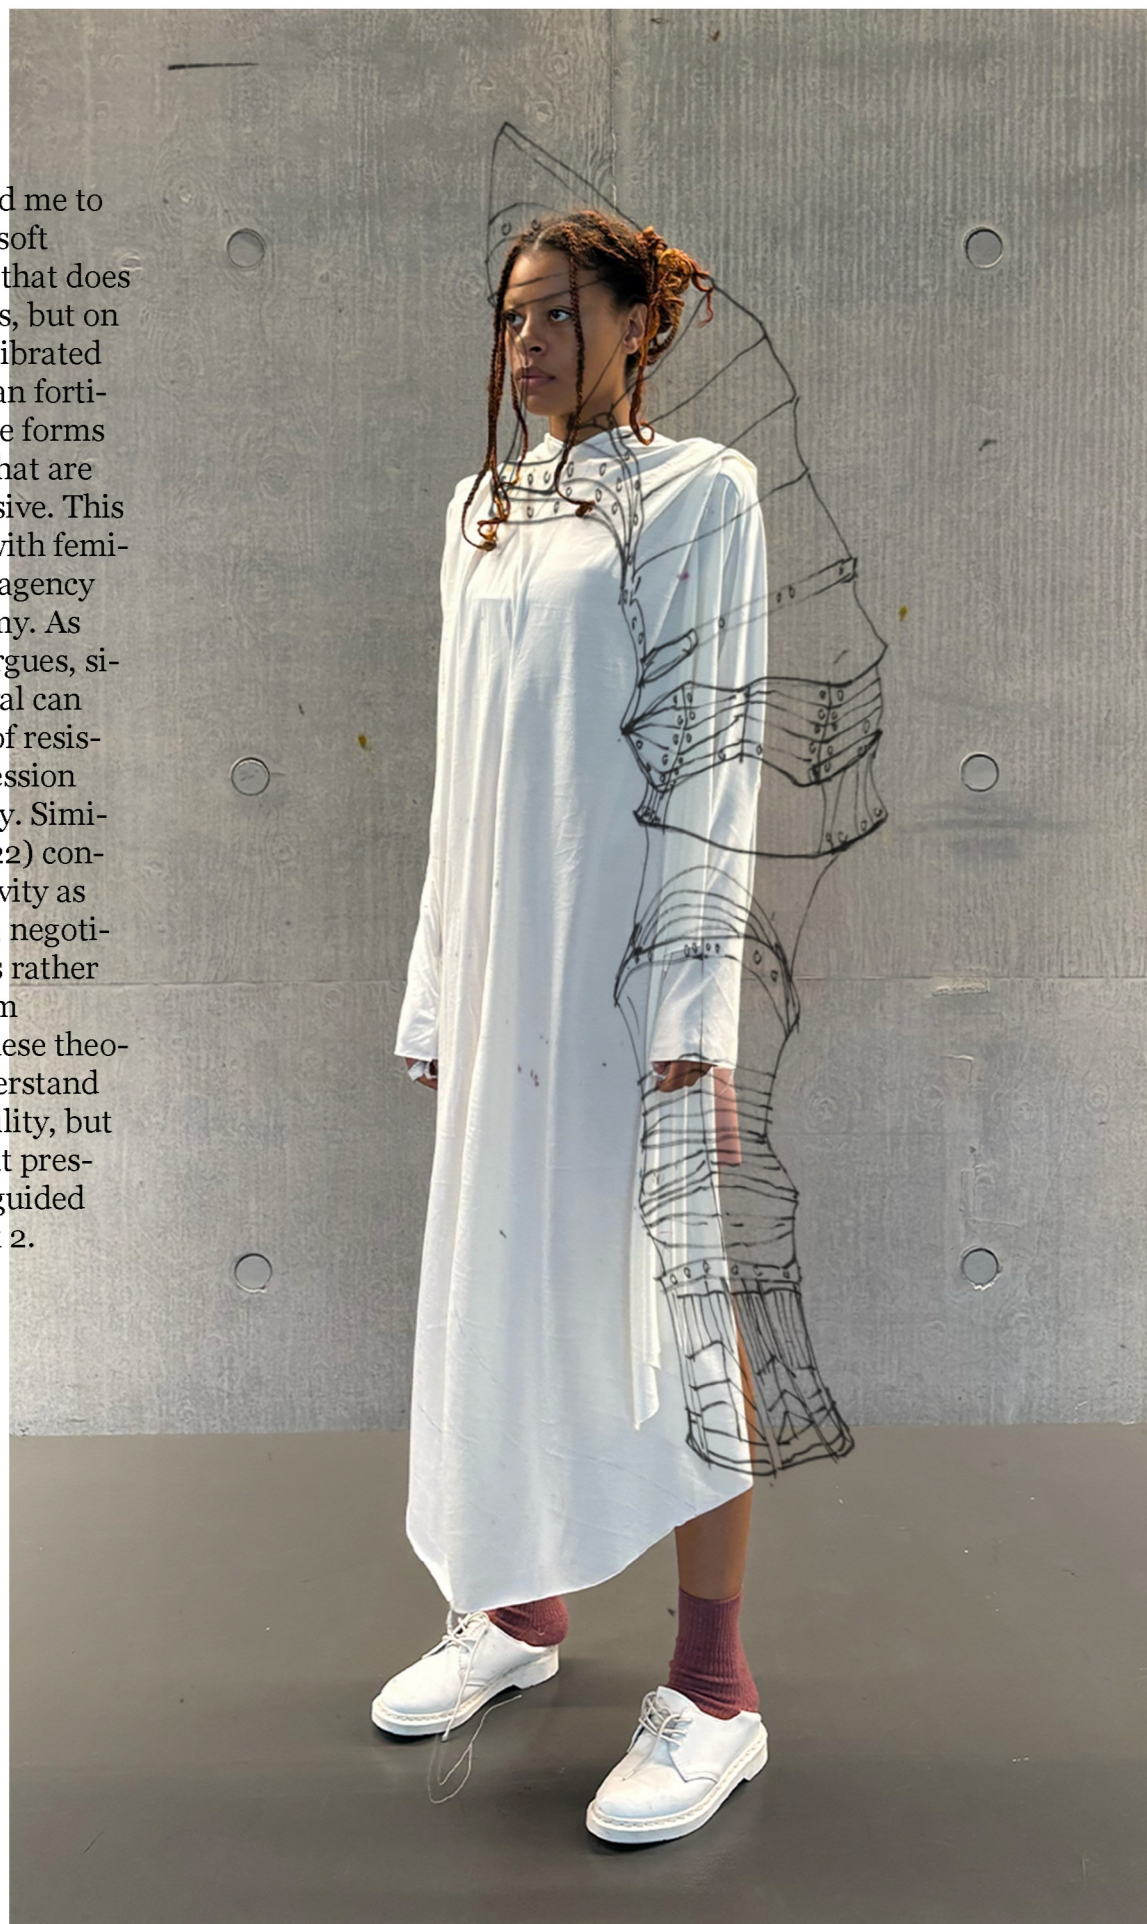 d me to
soft
that does
s, but on
ibrated
an forti-
e forms
hat are
sive. This
with femi-
agency
ny. As
rgues, si-
al can
of resis-
ession
y. Simi-
22) con-
vity as
negoti-
s rather
m
ese theo-
erstand
lity, but
t pres-
guided
2.